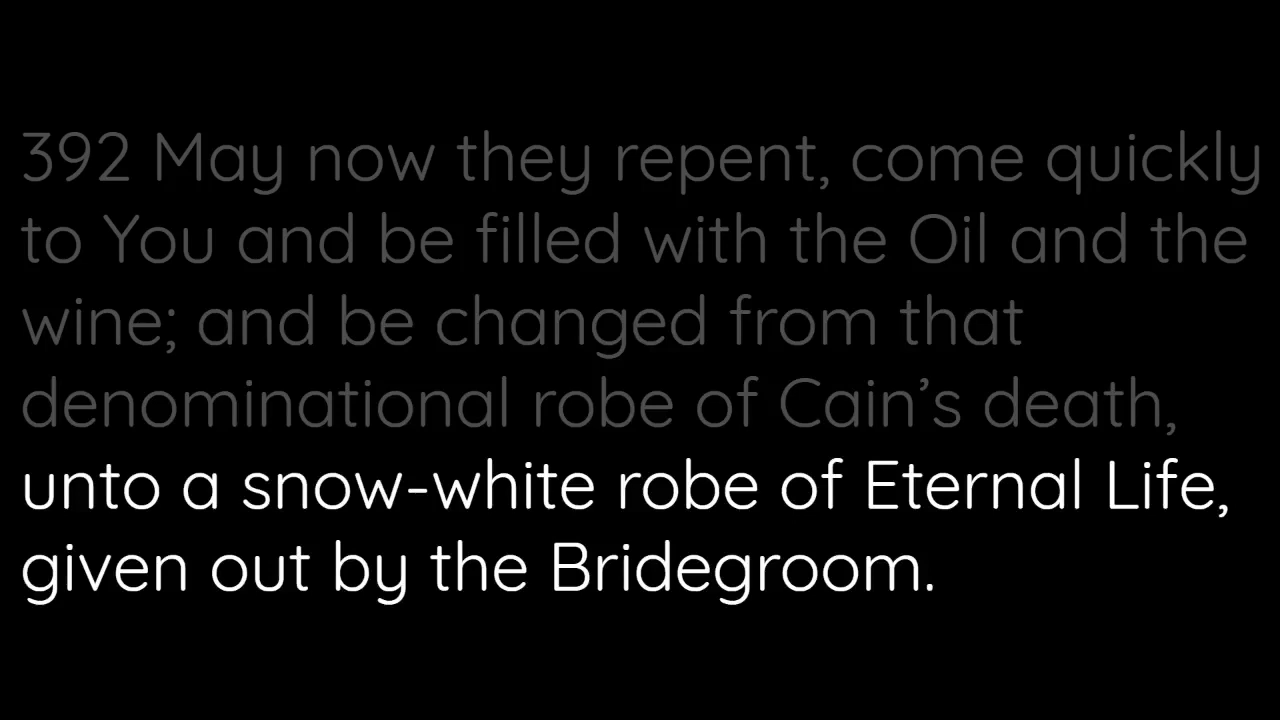 392 May now they repent, come quickly
to You and be filled with the Oil and the
wine; and be changed from that
denominational robe of Cain’s death,
unto a snow-white robe of Eternal Life,
given out by the Bridegroom.